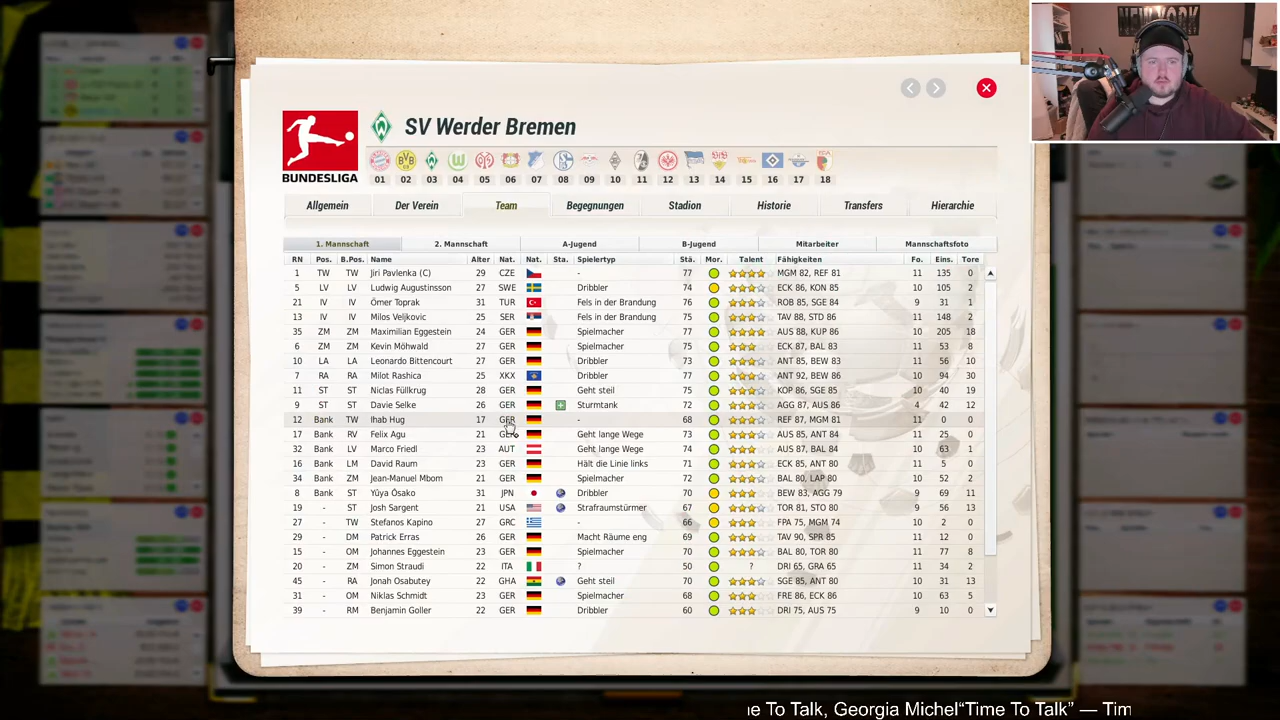 NEW YORK
SV Werder Bremen
BUNDESLIGA
01 02 03 04 05 06 07 08 09 10 11 12 13 14 15 16 17 18
Allgemein Der Verein Team Begegnungen Stadion Historie Transfers Hierarchie
1. Mannschaft 2. Mannschaft A-Jugend B-Jugend Mitarbeiter Mannschaftsfoto
RN Pos. B.Pos. Name Alter Nat. Nat. Sta. Spielertyp Stä. Mor. Talent Fähigkeiten Fo. Eins. Tore
1 TW TW Jiri Pavlenka (C) 29 CZE - 77 MGM 82, REF 81 11 135 0
5 LV LV Ludwig Augustinsson 27 SWE Dribbler 74 ECK 86, KON 85 10 105 2
21 IV IV Ömer Toprak 31 TUR Fels in der Brandung 76 ROB 85, SGE 84 9 31 1
13 IV IV Milos Veljkovic 25 SER Fels in der Brandung 75 TAV 88, STD 86 11 148 2
35 ZM ZM Maximilian Eggestein 24 GER Spielmacher 77 AUS 88, KUP 86 10 205 18
6 ZM ZM Kevin Möhwald 27 GER Spielmacher 75 ECK 87, BAL 83 11 53 8
10 LA LA Leonardo Bittencourt 27 GER Dribbler 73 ANT 85, BEW 83 11 56 10
7 RA RA Milot Rashica 25 XKX Dribbler 77 ANT 92, BEW 86 10 94 30
11 ST ST Niclas Füllkrug 28 GER Geht steil 75 KOP 86, SGE 85 10 40 19
9 ST ST Davie Selke 26 GER Sturmtank 72 AGG 87, AUS 86 4 42 12
12 Bank TW Ihab Hug 17 GER - 68 REF 87, MGM 81 11 0 0
17 Bank RV Felix Agu 21 Geht lange Wege 73 AUS 85, ANT 84 11 25 0
32 Bank LV Marco Friedl 23 AUT Geht lange Wege 74 AUS 87, BAL 84 10 63 1
16 Bank LM David Raum 23 GER Hält die Linie links 71 ECK 85, ANT 80 11 5 0
34 Bank ZM Jean-Manuel Mbom 21 GER Spielmacher 72 BAL 80, LAP 80 10 52 2
8 Bank ST Yūya Ōsako 31 JPN Dribbler 70 BEW 83, AGG 79 9 69 11
19 - ST Josh Sargent 21 USA Strafraumstürmer 67 TOR 81, STO 80 9 56 13
27 - TW Stefanos Kapino 27 GRC - 66 FPA 75, MGM 74 10 2 0
29 - DM Patrick Erras 26 GER Macht Räume eng 69 TAV 90, SPR 85 11 12 0
15 - OM Johannes Eggestein 23 GER Spielmacher 70 BAL 80, TOR 80 11 77 8
20 - ZM Simon Straudi 22 ITA ? 50 ? DRI 65, GRA 65 11 34 2
45 - RA Jonah Osabutey 22 GHA Geht steil 70 SGE 85, ANT 80 10 31 13
31 - OM Niklas Schmidt 23 GER Spielmacher 68 FRE 86, ECK 86 11 63 5
39 - RM Benjamin Goller 22 GER Dribbler 60 DRI 75, AUS 75 9 10 0
e To Talk, Georgia Michel“Time To Talk” — Tim